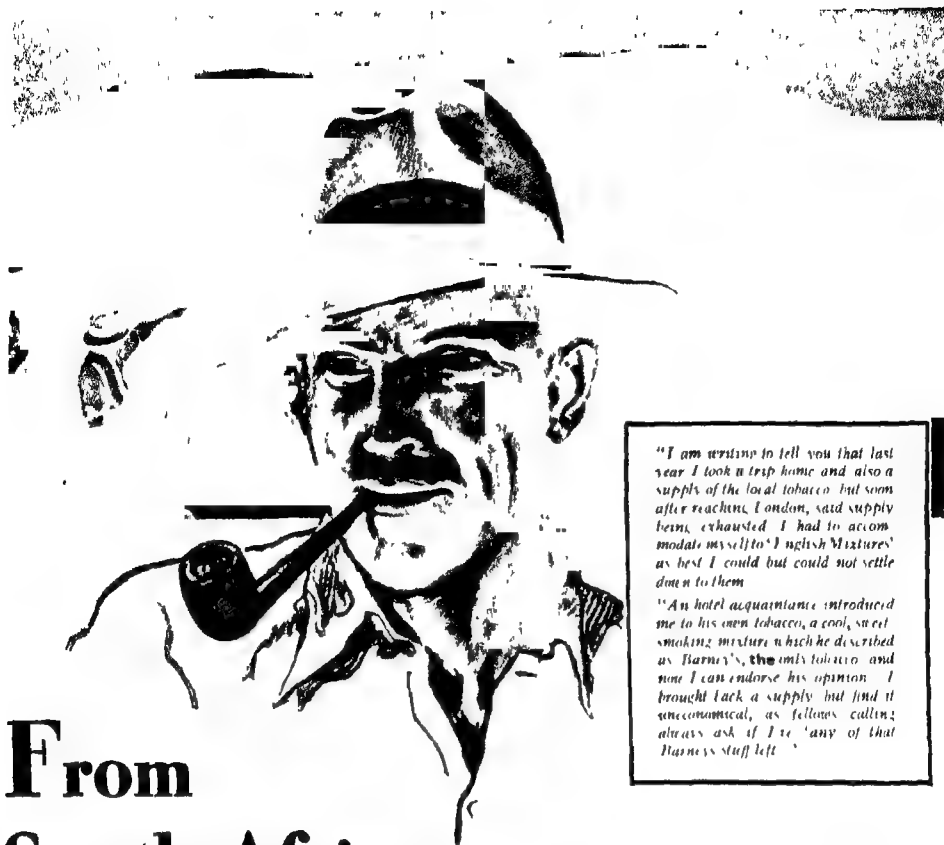 "I am writing to tell you that last
year I took a trip home and also a
supply of the local tobacco but soon
after reaching London, said supply
being exhausted I had to accom
modate myself to 'English Mixtures'
as best I could but could not settle
down to them
"An hotel acquaintance introduced
me to his own tobacco, a cool, sweet
smoking mixture which he described
as Barney's, the only tobacco and
now I can endorse his opinion I
brought back a supply but find it
uneconomical, as fellows calling
always ask if I've 'any of that
Barneys stuff left '
From